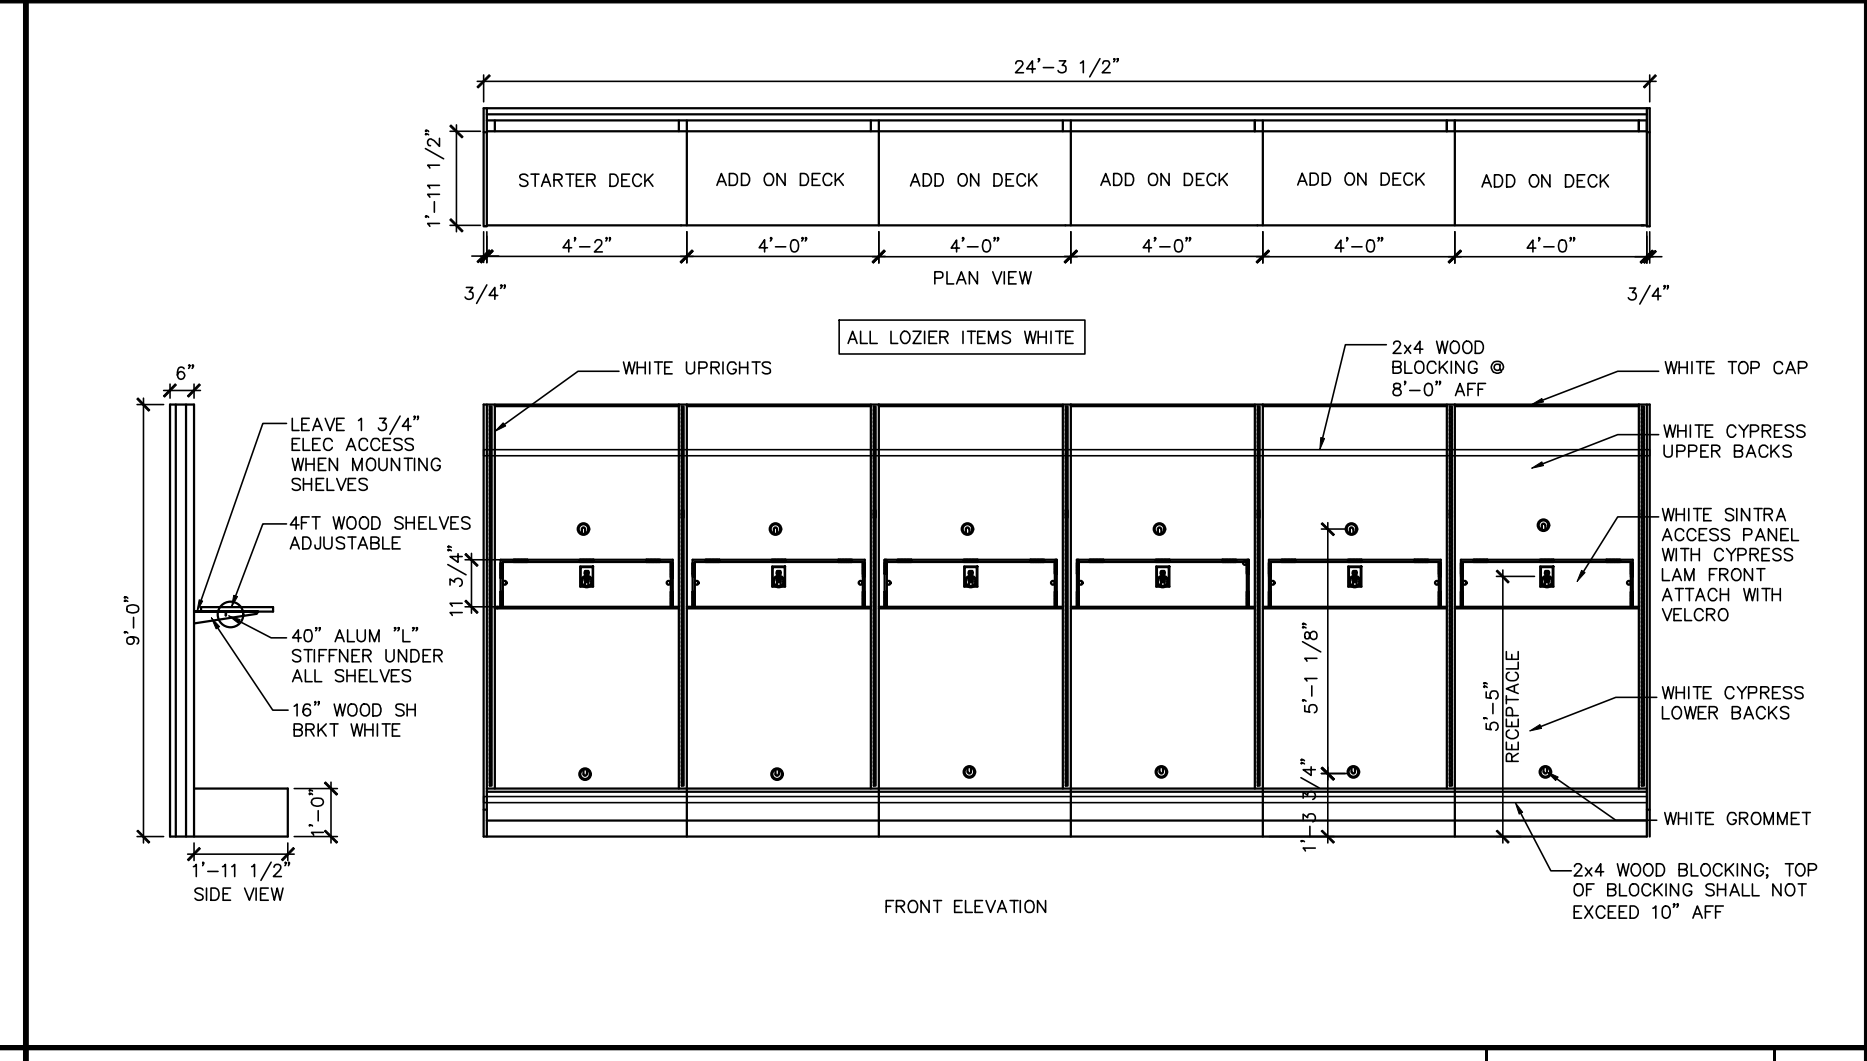 24'-3 1/2"
1'-11 1/2"
STARTER DECK
ADD ON DECK
ADD ON DECK
ADD ON DECK
ADD ON DECK
ADD ON DECK
4'-2"
4'-0"
4'-0"
4'-0"
4'-0"
4'-0"
3/4"
PLAN VIEW
3/4"
ALL LOZIER ITEMS WHITE
6"
9'-0"
LEAVE 1 3/4"
ELEC ACCESS
WHEN MOUNTING
SHELVES
4FT WOOD SHELVES
ADJUSTABLE
40" ALUM "L"
STIFFNER UNDER
ALL SHELVES
16" WOOD SH
BRKT WHITE
1'-0"
1'-11 1/2"
SIDE VIEW
WHITE UPRIGHTS
2x4 WOOD
BLOCKING @
8'-0" AFF
WHITE TOP CAP
WHITE CYPRESS
UPPER BACKS
WHITE SINTRA
ACCESS PANEL
WITH CYPRESS
LAM FRONT
ATTACH WITH
VELCRO
11 3/4"
5'-1 1/8"
1'-3 3/4"
5'-5"
RECEPTACLE
WHITE CYPRESS
LOWER BACKS
WHITE GROMMET
2x4 WOOD BLOCKING; TOP
OF BLOCKING SHALL NOT
EXCEED 10" AFF
FRONT ELEVATION